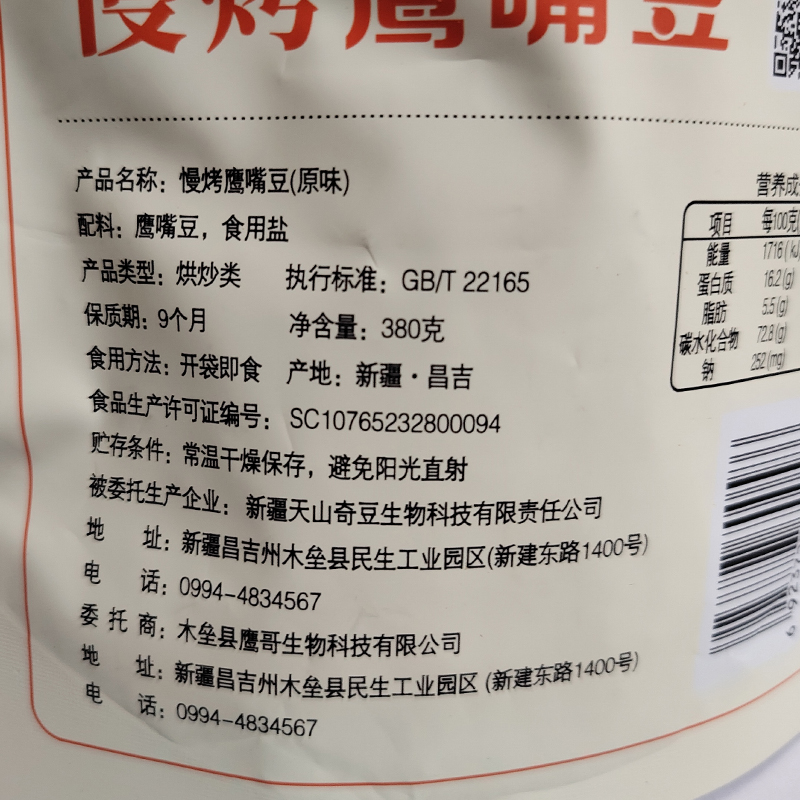 慢烤鹰嘴豆
产品名称：慢烤鹰嘴豆(原味)
配料：鹰嘴豆，食用盐
产品类型：烘炒类 执行标准：GB/T 22165
保质期：9个月 净含量：380克
食用方法：开袋即食 产地：新疆·昌吉
食品生产许可证编号：SC10765232800094
贮存条件：常温干燥保存，避免阳光直射
被委托生产企业：新疆天山奇豆生物科技有限责任公司
地 址：新疆昌吉州木垒县民生工业园区(新建东路1400号)
电 话：0994-4834567
委 托 商：木垒县鹰哥生物科技有限公司
地 址：新疆昌吉州木垒县民生工业园区 (新建东路1400号)
电 话：0994-4834567
营养成
项目 每100克
能量 1716(kJ
蛋白质 16.2(g)
脂肪 5.5(g)
碳水化合物 72.8(g)
钠 252(mg)